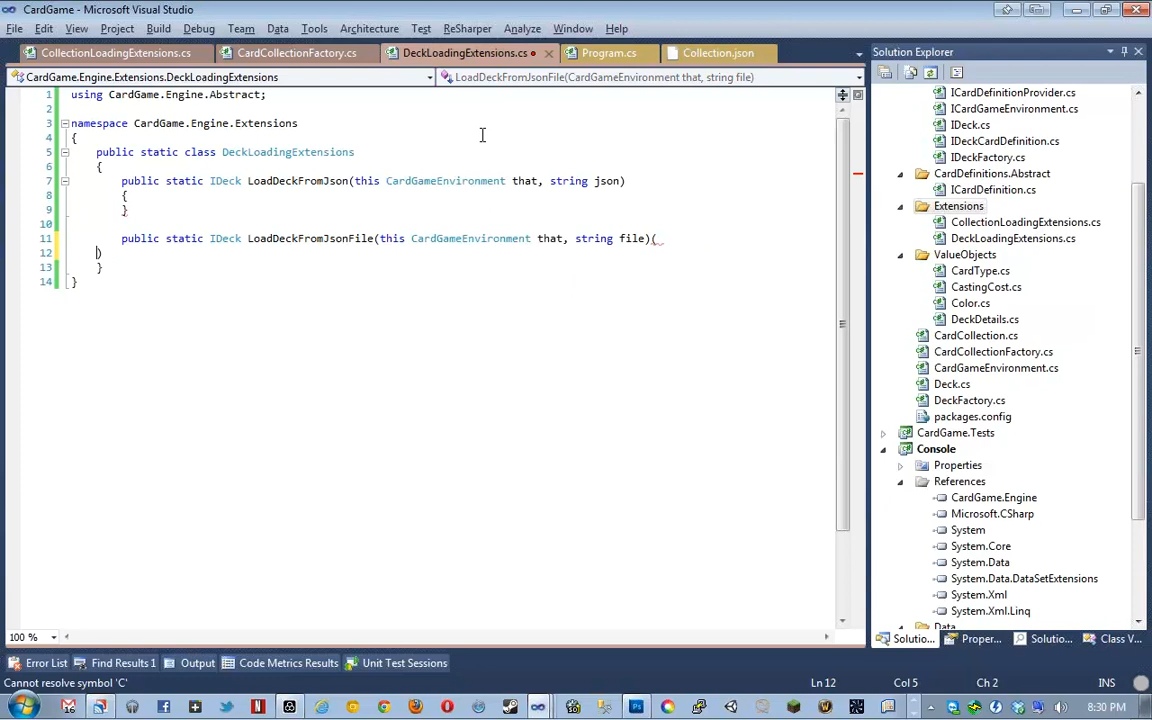 CardGame - Microsoft Visual Studio
File Edit View Project Build Debug Team Data Tools Architecture Test ReSharper Analyze Window Help
CollectionLoadingExtensions.cs CardCollectionFactory.cs DeckLoadingExtensions.cs Program.cs Collection.json
CardGame.Engine.Extensions.DeckLoadingExtensions LoadDeckFromJsonFile(CardGameEnvironment that, string file)
1 using CardGame.Engine.Abstract;
2
3 namespace CardGame.Engine.Extensions
4 {
5 public static class DeckLoadingExtensions
6 {
7 public static IDeck LoadDeckFromJson(this CardGameEnvironment that, string json)
8 {
9 }
10
11 public static IDeck LoadDeckFromJsonFile(this CardGameEnvironment that, string file)(
12 )
13 }
14 }
100 %
Solution Explorer
ICardDefinitionProvider.cs
ICardGameEnvironment.cs
IDeck.cs
IDeckCardDefinition.cs
IDeckFactory.cs
CardDefinitions.Abstract
ICardDefinition.cs
Extensions
CollectionLoadingExtensions.cs
DeckLoadingExtensions.cs
ValueObjects
CardType.cs
CastingCost.cs
Color.cs
DeckDetails.cs
CardCollection.cs
CardCollectionFactory.cs
CardGameEnvironment.cs
Deck.cs
DeckFactory.cs
packages.config
CardGame.Tests
Console
Properties
References
CardGame.Engine
Microsoft.CSharp
System
System.Core
System.Data
System.Data.DataSetExtensions
System.Xml
System.Xml.Linq
Data
Solutio... Proper... Solutio... Class V...
Error List Find Results 1 Output Code Metrics Results Unit Test Sessions
Cannot resolve symbol 'C' Ln 12 Col 5 Ch 2 INS
8:30 PM